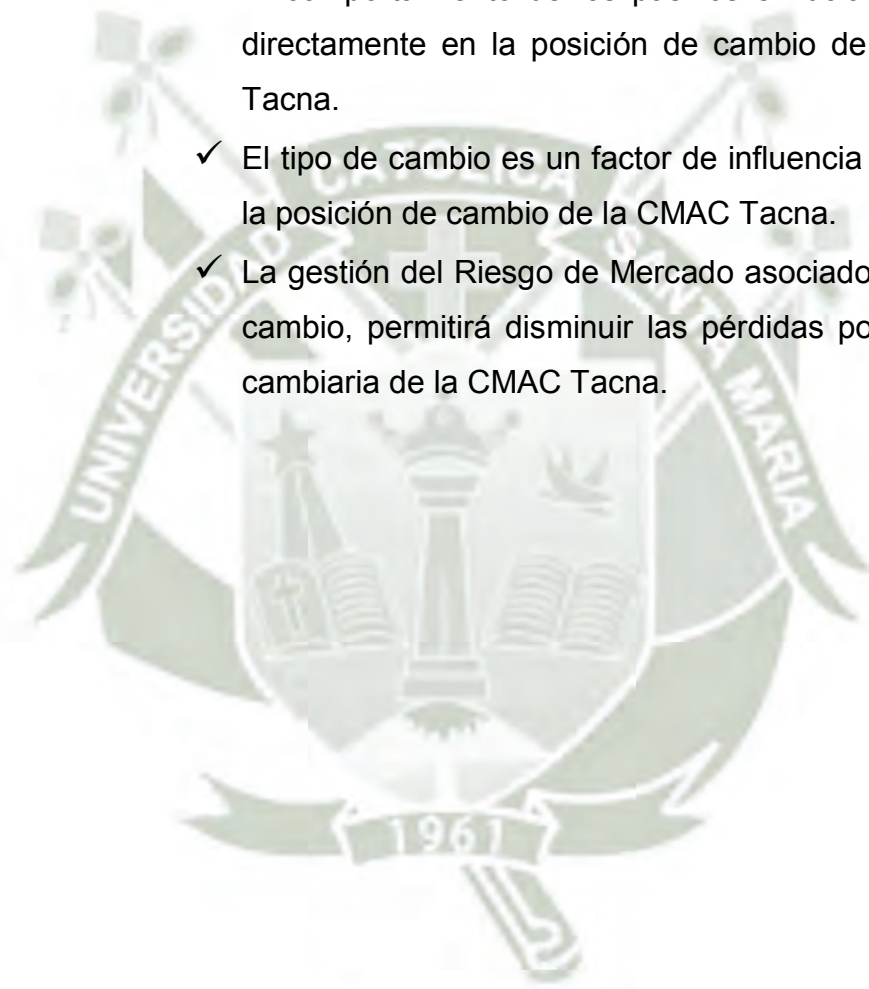 directamente en la posición de cambio de
Tacna.
✓ El tipo de cambio es un factor de influencia
la posición de cambio de la CMAC Tacna.
✓ La gestión del Riesgo de Mercado asociado
cambio, permitirá disminuir las pérdidas po
cambiaria de la CMAC Tacna.
UNIVERSIDAD CATOLICA SANTA MARIA
1961